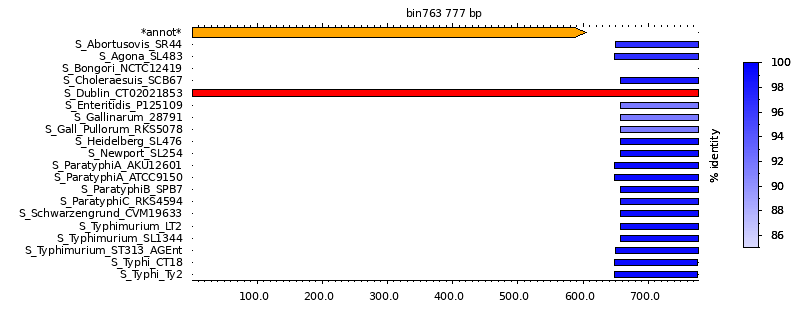 bin763 777 bp
*annot*
S_Abortusovis_SR44
S_Agona_SL483
S_Bongori_NCTC12419
S_Choleraesuis_SCB67
S_Dublin_CT02021853
S_Enteritidis_P125109
S_Gallinarum_28791
S_Gall_Pullorum_RKS5078
S_Heidelberg_SL476
S_Newport_SL254
S_ParatyphiA_AKU12601
S_ParatyphiA_ATCC9150
S_ParatyphiB_SPB7
S_ParatyphiC_RKS4594
S_Schwarzengrund_CVM19633
S_Typhimurium_LT2
S_Typhimurium_SL1344
S_Typhimurium_ST313_AGEnt
S_Typhi_CT18
S_Typhi_Ty2
100.0 200.0 300.0 400.0 500.0 600.0 700.0
% identity
100
98
96
94
92
90
88
86